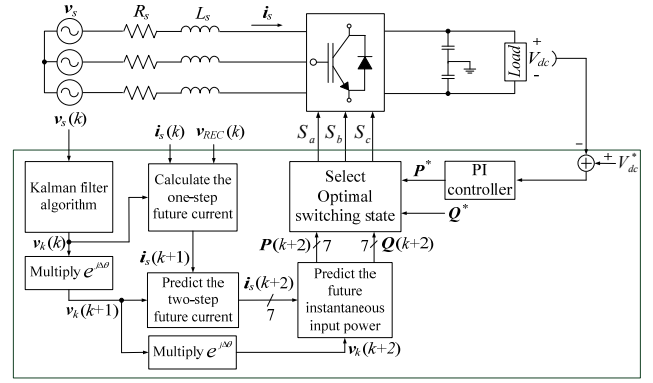 v_s R_s L_s i_s
Load
+
V_dc
-
v_s(k)
i_s(k) v_REC(k)
S_a S_b S_c
-
+ V_dc^*
Kalman filter
algorithm
Calculate the
one-step
future current
Select
Optimal
switching state
P^*
PI
controller
Q^*
v_k(k)
P(k+2) 7
7 Q(k+2)
Multiply e^{jΔθ}
i_s(k+1)
v_k(k+1)
Predict the
two-step
future current
i_s(k+2)
7
Predict the
future
instantaneous
input power
Multiply e^{jΔθ}
v_k(k+2)